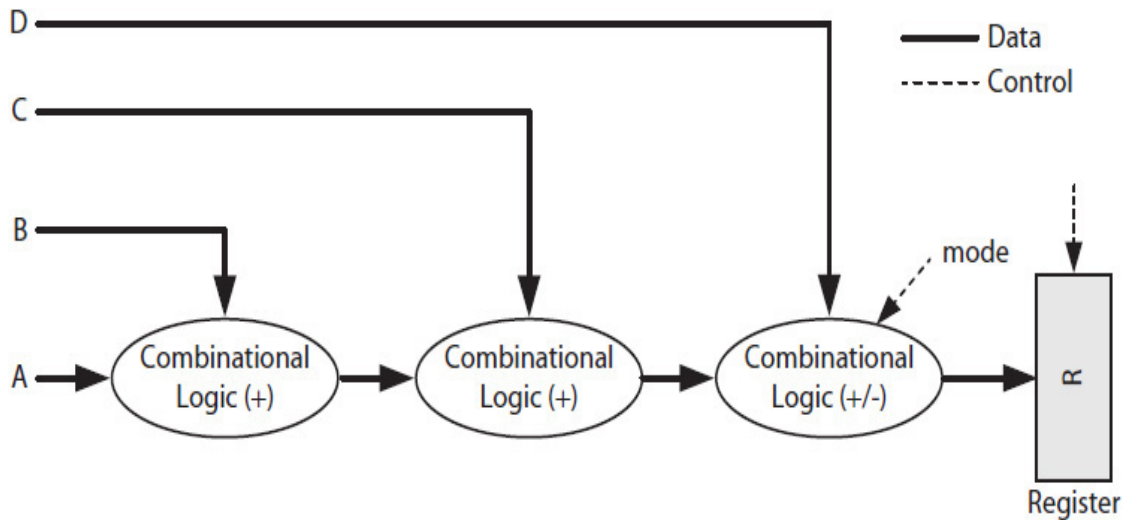 D
Data
Control
C
B
mode
A
Combinational
Logic (+)
Combinational
Logic (+)
Combinational
Logic (+/-)
R
Register